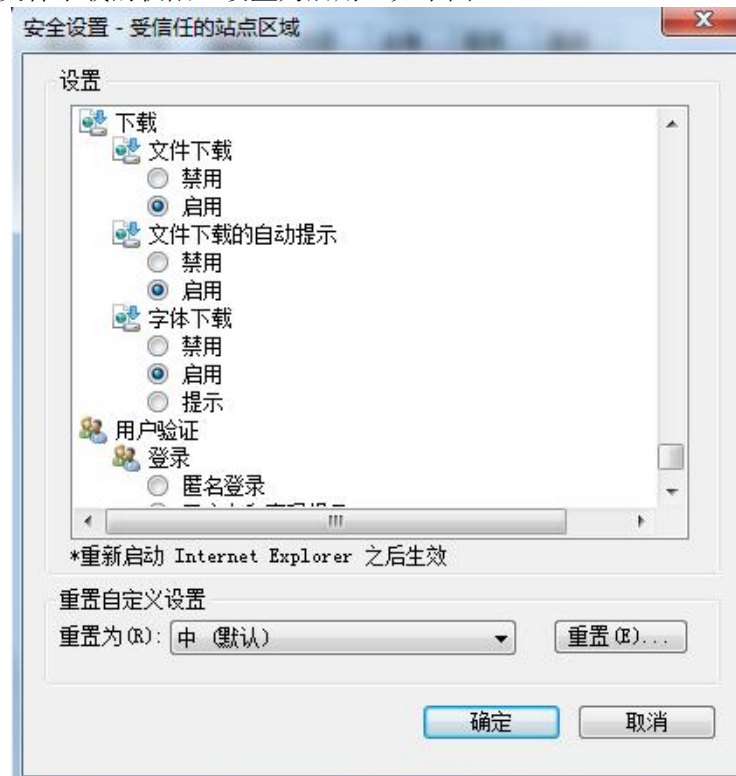 安全设置 - 受信任的站点区域
设置
下载
文件下载
禁用
启用
文件下载的自动提示
禁用
启用
字体下载
禁用
启用
提示
用户验证
登录
匿名登录
*重新启动 Internet Explorer 之后生效
重置自定义设置
重置为(R): 中 (默认) 重置(E)...
确定 取消